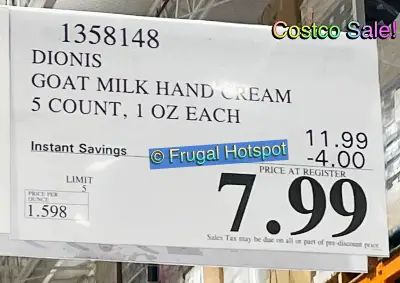 Costco Sale!
1358148
DIONIS
GOAT MILK HAND CREAM
5 COUNT, 1 OZ EACH
11.99
Instant Savings
-4.00
© Frugal Hotspot
PRICE AT REGISTER
7.99
LIMIT
5
PRICE PER
OUNCE
1.598
Sales Tax may be due on all or part of pre-discount price